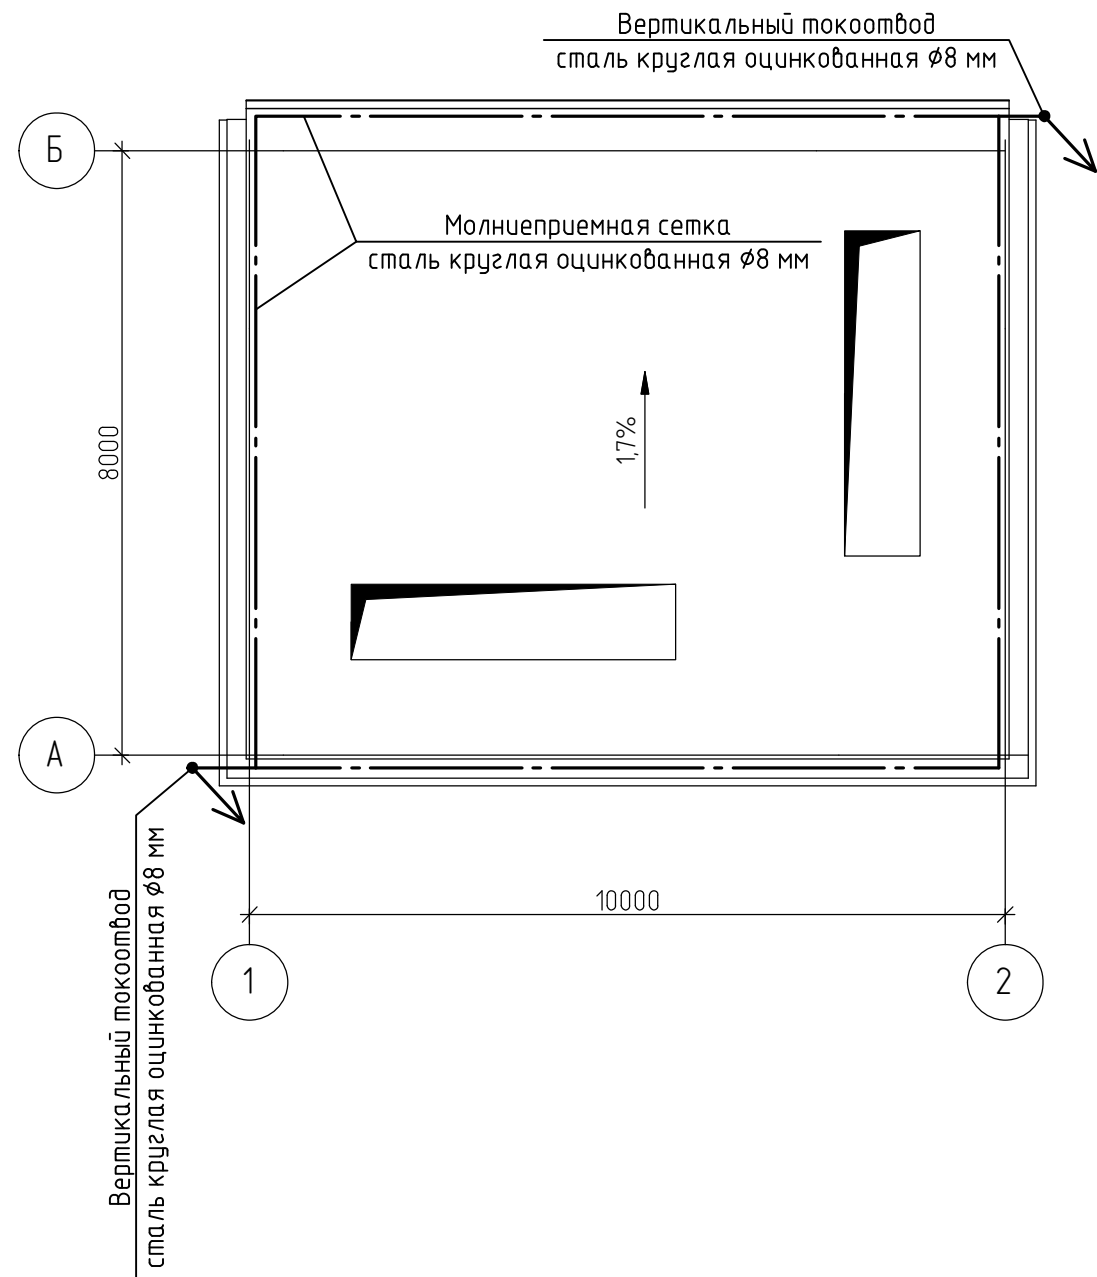 Вертикальный токоотвод
сталь круглая оцинкованная Ø8 мм
Б
Молниеприемная сетка
сталь круглая оцинкованная Ø8 мм
8000
1,7%
А
Вертикальный токоотвод
сталь круглая оцинкованная Ø8 мм
10000
1
2